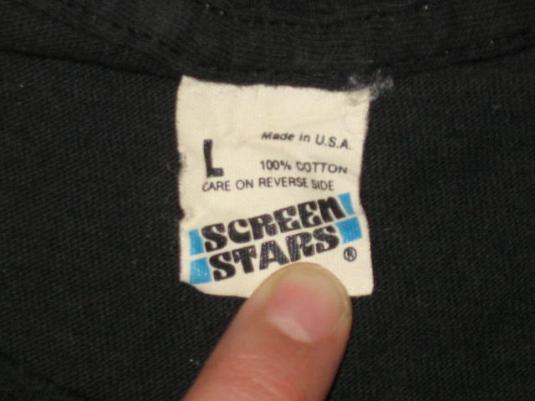 Made in U.S.A.
L
100% COTTON
CARE ON REVERSE SIDE
SCREEN
STARS®